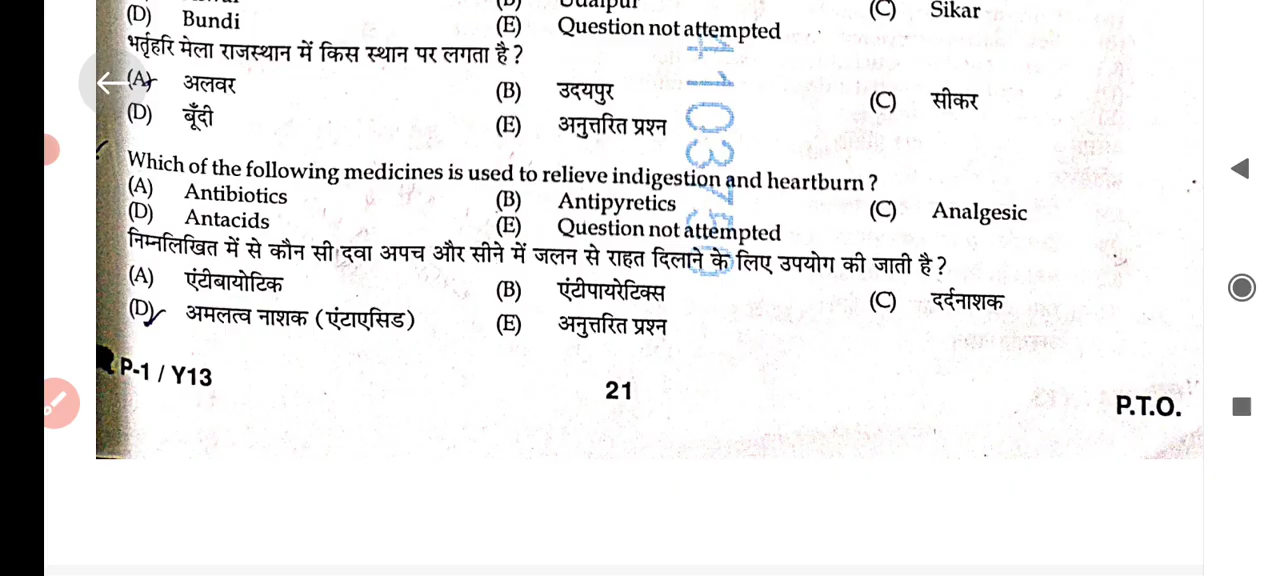 (D) Bundi (E) Question not attempted (C) Sikar
भर्तृहरि मेला राजस्थान में किस स्थान पर लगता है ?
(A) अलवर (B) उदयपुर (C) सीकर
(D) बूँदी (E) अनुत्तरित प्रश्न
Which of the following medicines is used to relieve indigestion and heartburn ?
(A) Antibiotics (B) Antipyretics (C) Analgesic
(D) Antacids (E) Question not attempted
निम्नलिखित में से कौन सी दवा अपच और सीने में जलन से राहत दिलाने के लिए उपयोग की जाती है ?
(A) एंटीबायोटिक (B) एंटीपायरेटिक्स (C) दर्दनाशक
(D) अमलत्व नाशक (एंटाएसिड) (E) अनुत्तरित प्रश्न
P-1 / Y13 21 P.T.O.